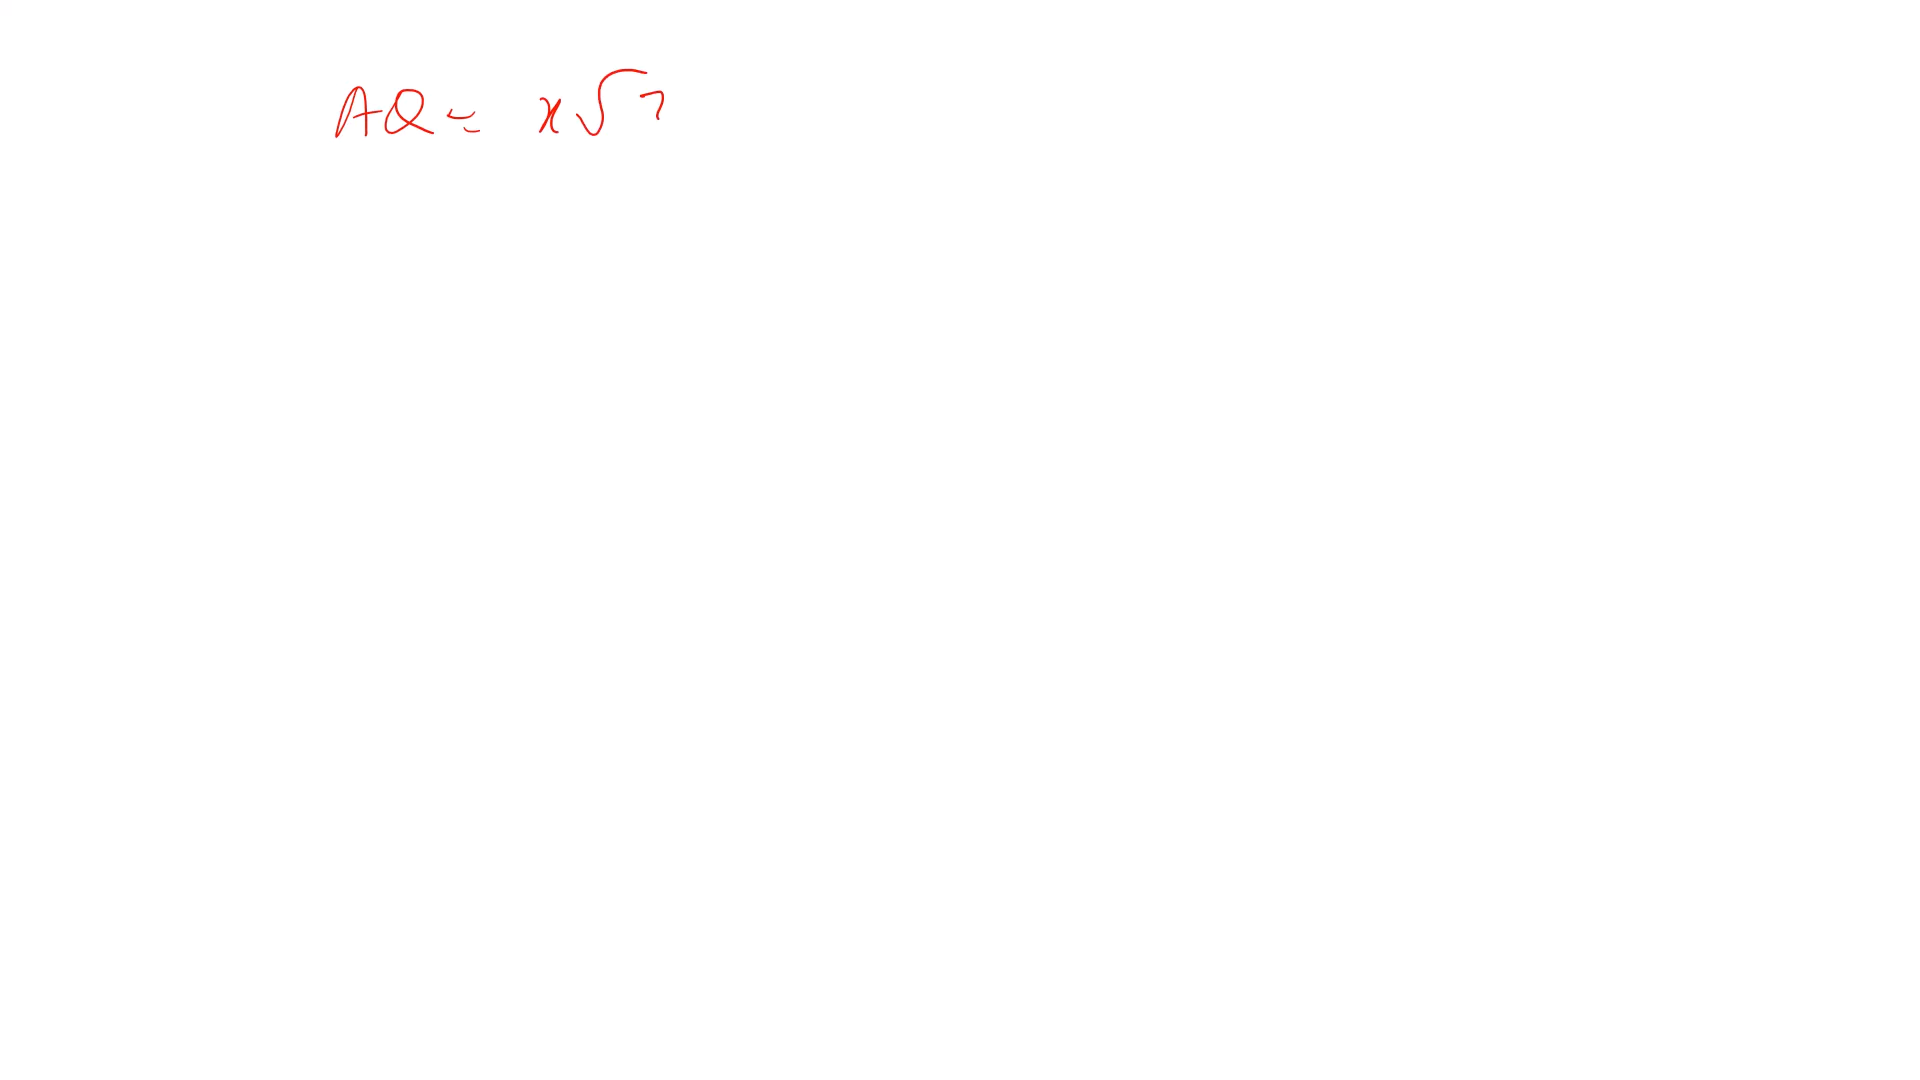 AQ = x√7